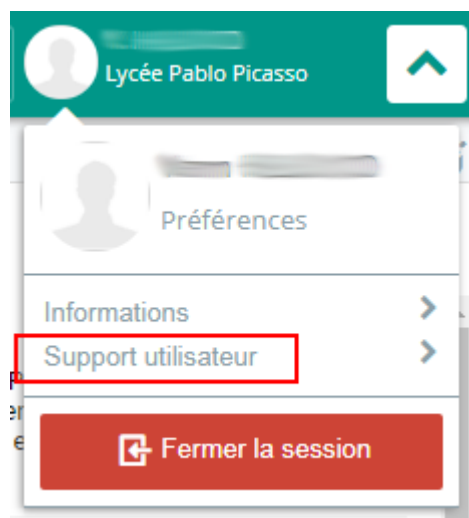 Lycée Pablo Picasso
Préférences
Informations
Support utilisateur
Fermer la session